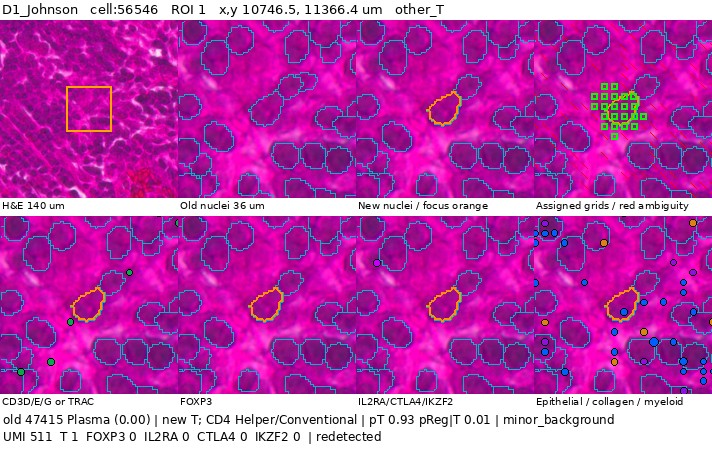 D1_Johnson cell:56546 ROI 1 x,y 10746.5, 11366.4 um other_T
H&E 140 um
Old nuclei 36 um
New nuclei / focus orange
Assigned grids / red ambiguity
CD3D/E/G or TRAC
FOXP3
IL2RA/CTLA4/IKZF2
Epithelial / collagen / myeloid
old 47415 Plasma (0.00) | new T; CD4 Helper/Conventional | pT 0.93 pReg|T 0.01 | minor_background
UMI 511 T 1 FOXP3 0 IL2RA 0 CTLA4 0 IKZF2 0 | redetected